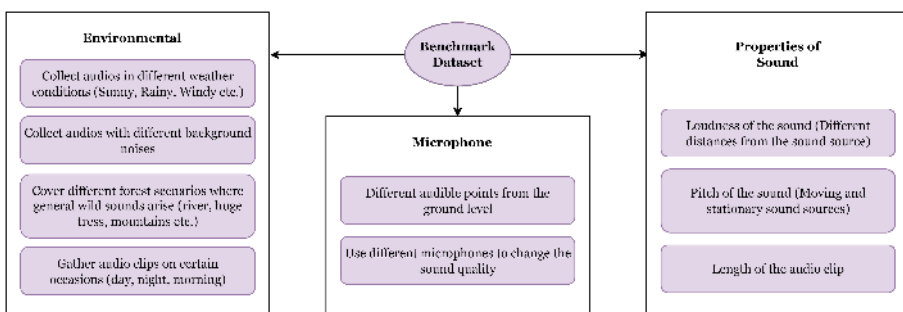 Benchmark
Dataset
Environmental
Collect audios in different weather
conditions (Sunny, Rainy, Windy etc.)
Collect audios with different background
noises
Cover different forest scenarios where
general wild sounds arise (river, huge
tress, mountains etc.)
Gather audio clips on certain
occasions (day, night, morning)
Microphone
Different audible points from the
ground level
Use different microphones to change the
sound quality
Properties of
Sound
Loudness of the sound (Different
distances from the sound source)
Pitch of the sound (Moving and
stationary sound sources)
Length of the audio clip